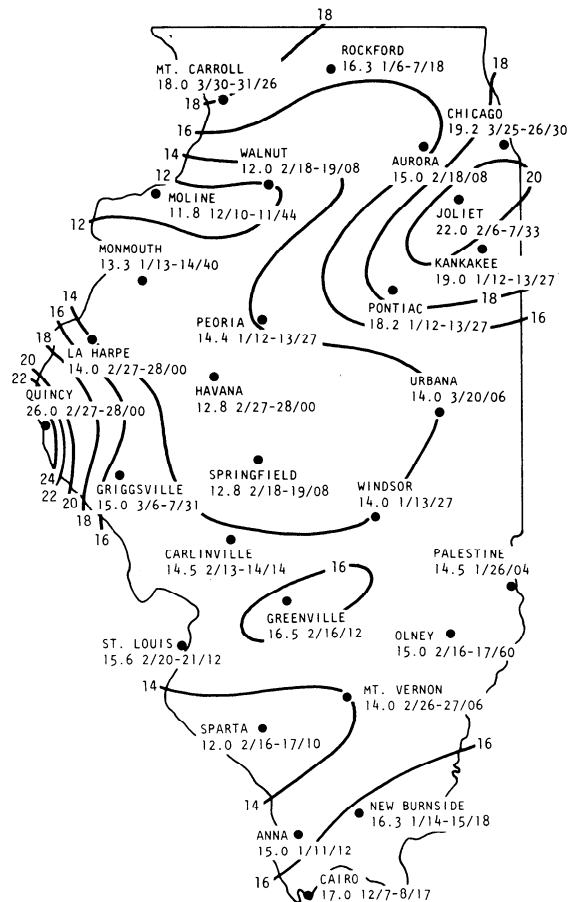 18
ROCKFORD
16.3 1/6-7/18
MT. CARROLL
18.0 3/30-31/26
18
18
CHICAGO
19.2 3/25-26/30
16
14
WALNUT
12.0 2/18-19/08
AURORA
15.0 2/18/08
20
12
MOLINE
11.8 12/10-11/44
JOLIET
22.0 2/6-7/33
12
MONMOUTH
13.3 1/13-14/40
KANKAKEE
19.0 1/12-13/27
18
PONTIAC
18.2 1/12-13/27
16
14
16
18
PEORIA
14.4 1/12-13/27
20
LA HARPE
14.0 2/27-28/00
22
QUINCY
26.0 2/27-28/00
HAVANA
12.8 2/27-28/00
URBANA
14.0 3/20/06
24
22
20
18
16
GRIGGSVILLE
15.0 3/6-7/31
SPRINGFIELD
12.8 2/18-19/08
WINDSOR
14.0 1/13/27
CARLINVILLE
14.5 2/13-14/14
PALESTINE
14.5 1/26/04
16
GREENVILLE
16.5 2/16/12
OLNEY
15.0 2/16-17/60
ST. LOUIS
15.6 2/20-21/12
14
MT. VERNON
14.0 2/26-27/06
SPARTA
12.0 2/16-17/10
16
14
NEW BURNSIDE
16.3 1/14-15/18
ANNA
15.0 1/11/12
16
CAIRO
17.0 12/7-8/17